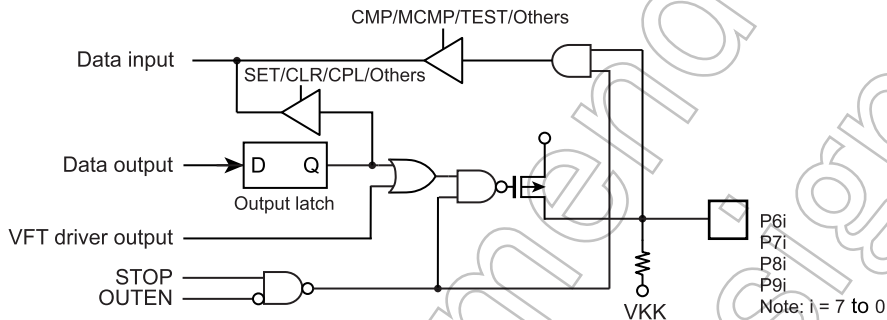 CMP/MCMP/TEST/Others
Data input
SET/CLR/CPL/Others
Data output
D
Q
Output latch
VFT driver output
STOP
OUTEN
VKK
P6i
P7i
P8i
P9i
Note: i = 7 to 0